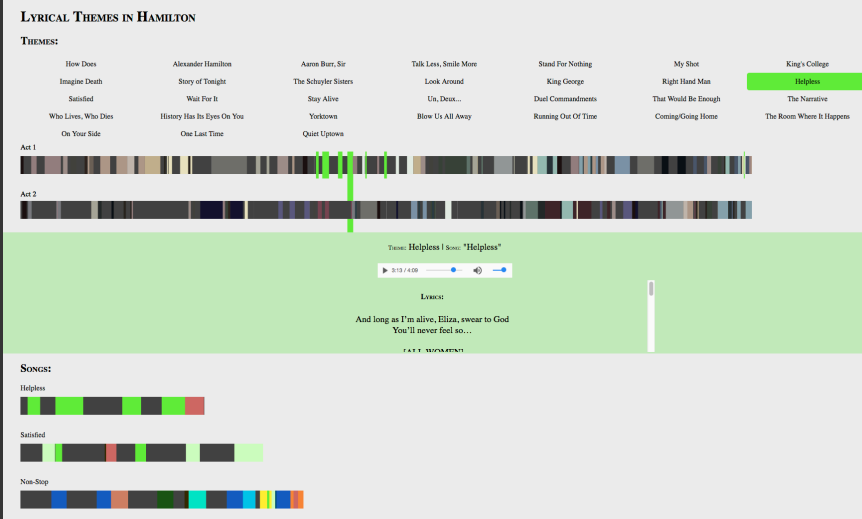 Lyrical Themes in Hamilton
Themes:
How Does Alexander Hamilton Aaron Burr, Sir Talk Less, Smile More Stand For Nothing My Shot King's College
Imagine Death Story of Tonight The Schuyler Sisters Look Around King George Right Hand Man Helpless
Satisfied Wait For It Stay Alive Un, Deux... Duel Commandments That Would Be Enough The Narrative
Who Lives, Who Dies History Has Its Eyes On You Yorktown Blow Us All Away Running Out Of Time Coming/Going Home The Room Where It Happens
On Your Side One Last Time Quiet Uptown
Act 1
Act 2
Theme: Helpless | Song: "Helpless"
3:13 / 4:09
Lyrics:
And long as I'm alive, Eliza, swear to God
You'll never feel so…
[ALL WOMEN]
Songs:
Helpless
Satisfied
Non-Stop